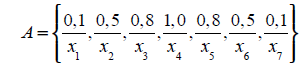 A = { 0,1/x₁, 0,5/x₂, 0,8/x₃, 1,0/x₄, 0,8/x₅, 0,5/x₆, 0,1/x₇ }